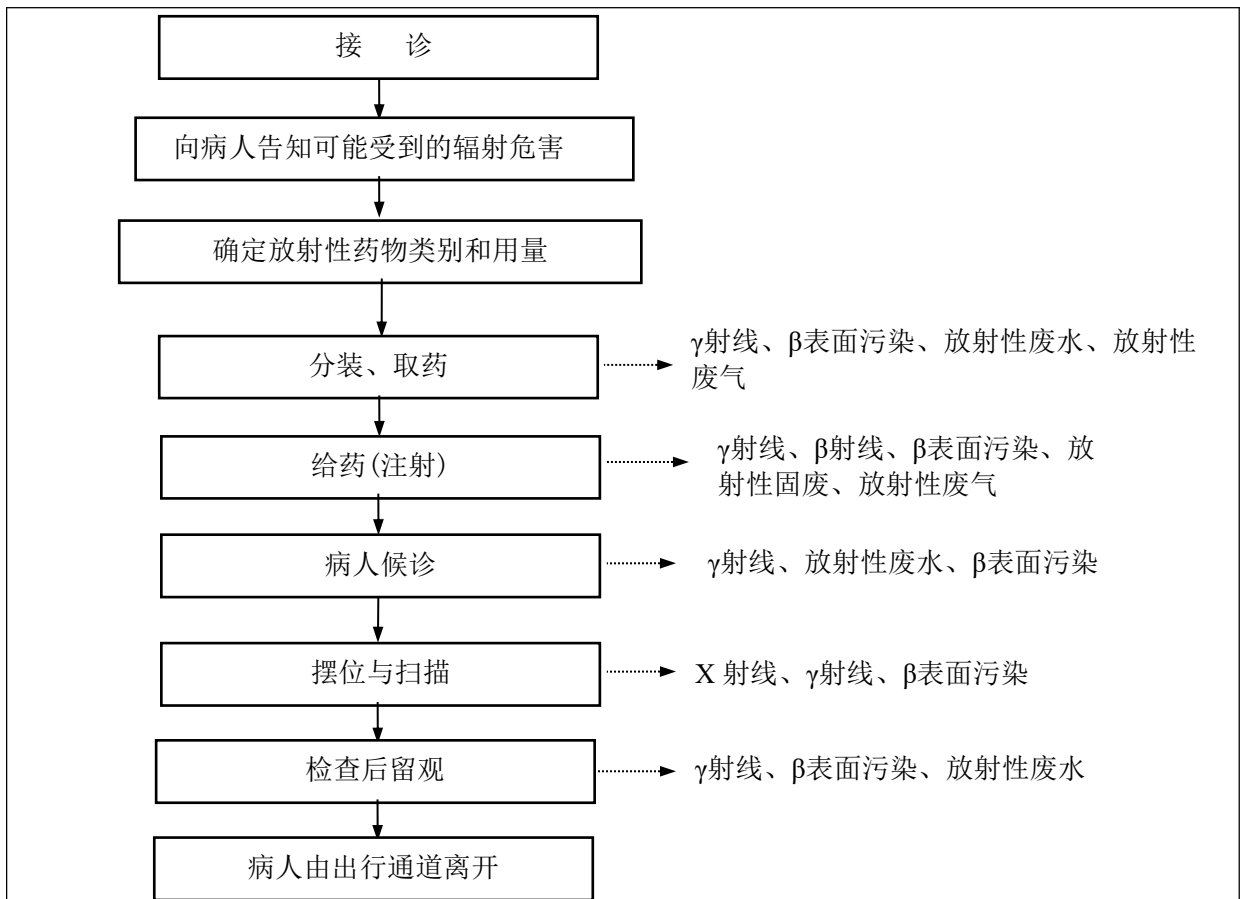 接 诊
向病人告知可能受到的辐射危害
确定放射性药物类别和用量
分装、取药
γ射线、β表面污染、放射性废水、放射性
废气
给药(注射)
γ射线、β射线、β表面污染、放
射性固废、放射性废气
病人候诊
γ射线、放射性废水、β表面污染
摆位与扫描
X 射线、γ射线、β表面污染
检查后留观
γ射线、β表面污染、放射性废水
病人由出行通道离开